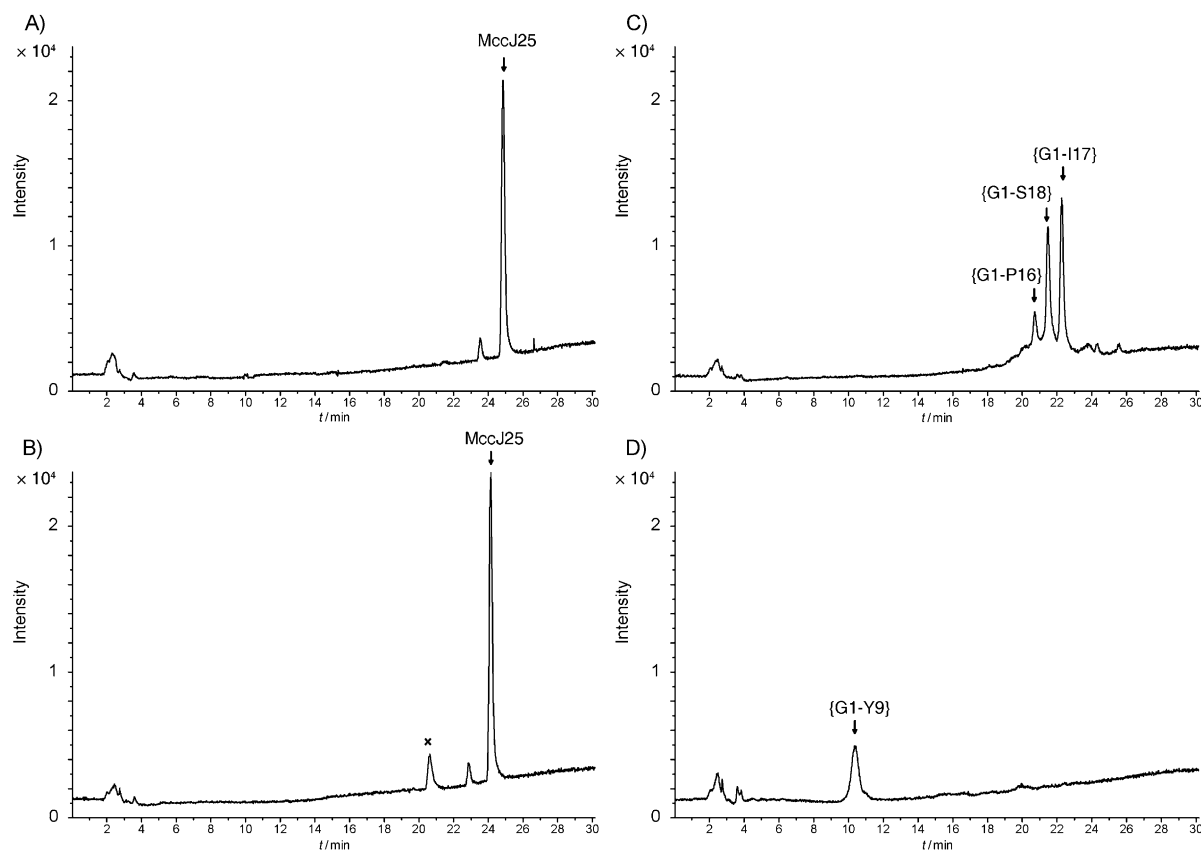 A)
× 10⁴
MccJ25
Intensity
2
1
0
2 4 6 8 10 12 14 16 18 20 22 24 26 28 30
t / min
B)
× 10⁴
MccJ25
×
Intensity
2
1
0
2 4 6 8 10 12 14 16 18 20 22 24 26 28 30
t / min
C)
× 10⁴
{G1-I17}
{G1-S18}
{G1-P16}
Intensity
2
1
0
2 4 6 8 10 12 14 16 18 20 22 24 26 28 30
t / min
D)
× 10⁴
{G1-Y9}
Intensity
2
1
0
2 4 6 8 10 12 14 16 18 20 22 24 26 28 30
t / min